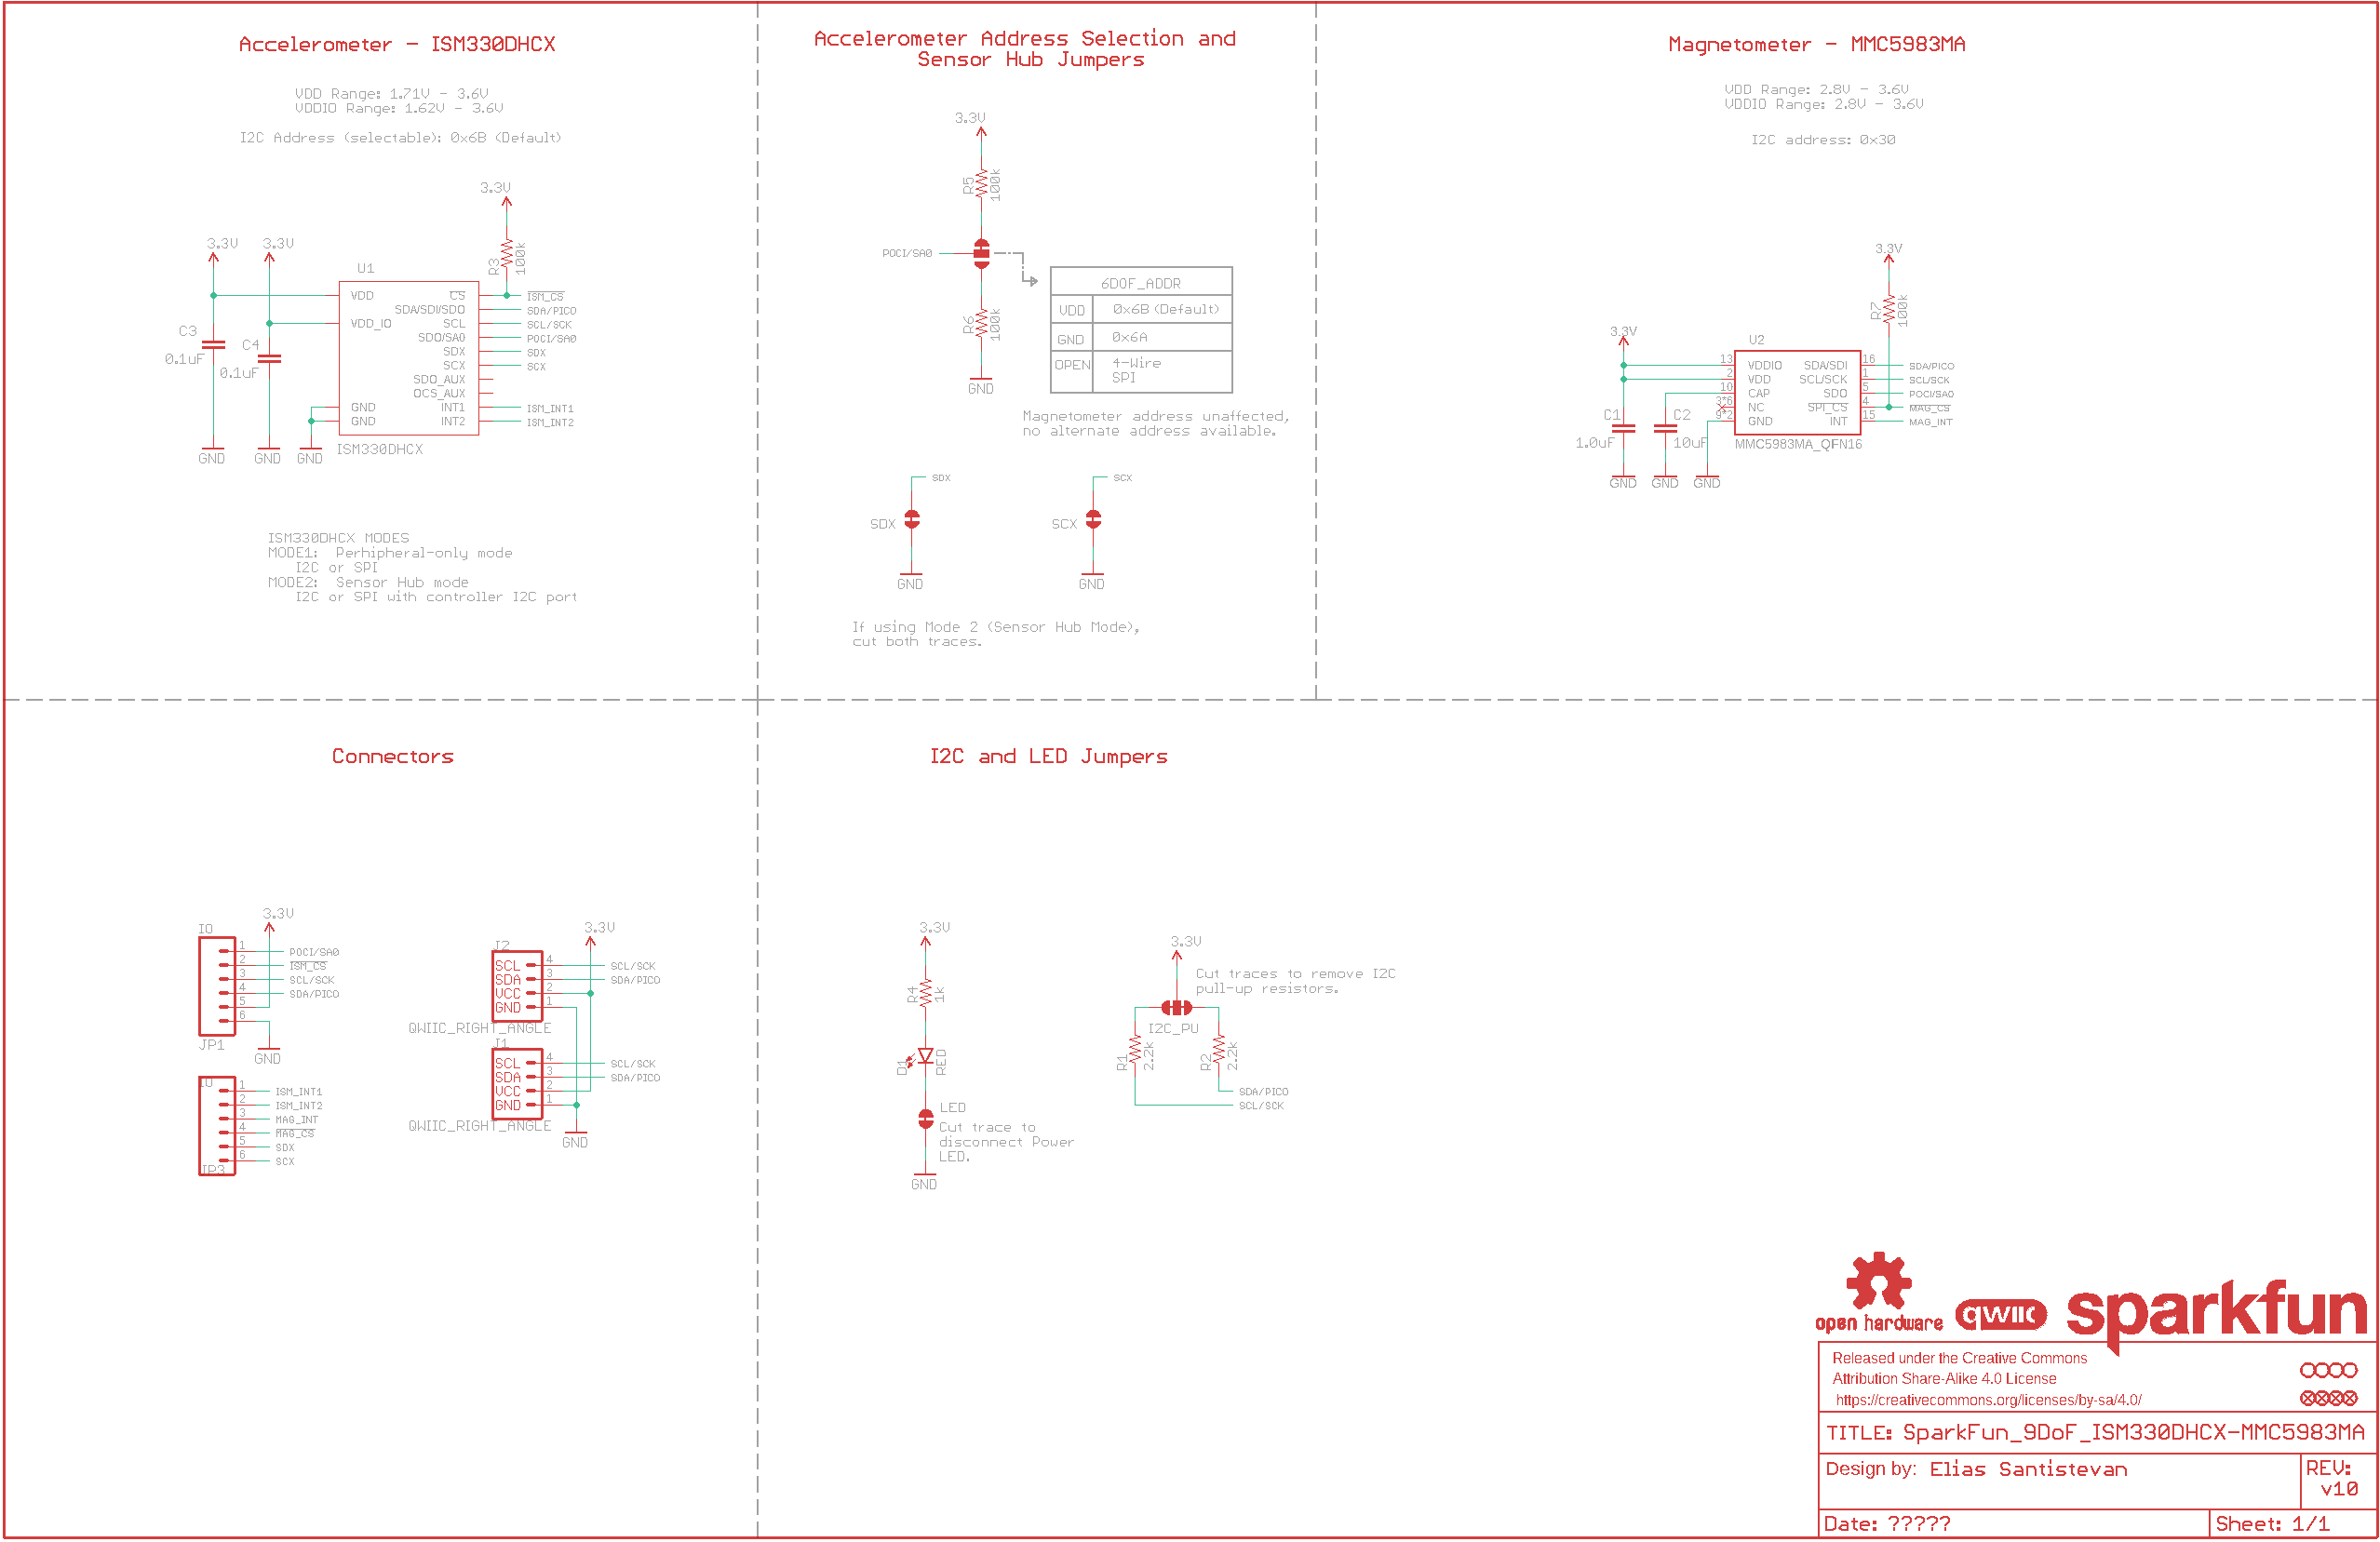 Accelerometer - ISM330DHCX
VDD Range: 1.71V - 3.6V
VDDIO Range: 1.62V - 3.6V
I2C Address (selectable): 0x6B (Default)
3.3V
R3
100k
3.3V
3.3V
U1
C3
0.1uF
C4
0.1uF
VDD
VDD_IO
GND
GND
CS
SDA/SDI/SDO
SCL
SDO/SA0
SDX
SCX
SDO_AUX
OCS_AUX
INT1
INT2
ISM_CS
SDA/PICO
SCL/SCK
POCI/SA0
SDX
SCX
ISM_INT1
ISM_INT2
ISM330DHCX
GND
GND
GND
ISM330DHCX MODES
MODE1: Perhipheral-only mode
I2C or SPI
MODE2: Sensor Hub mode
I2C or SPI with controller I2C port
Accelerometer Address Selection and
Sensor Hub Jumpers
3.3V
R5
100k
POCI/SA0
R6
100k
GND
6DOF_ADDR
VDD 0x6B (Default)
GND 0x6A
OPEN 4-Wire
SPI
Magnetometer address unaffected,
no alternate address available.
SDX
SDX
GND
SCX
SCX
GND
If using Mode 2 (Sensor Hub Mode),
cut both traces.
Magnetometer - MMC5983MA
VDD Range: 2.8V - 3.6V
VDDIO Range: 2.8V - 3.6V
I2C address: 0x30
3.3V
R7
100k
3.3V
U2
13 VDDIO SDA/SDI 16 SDA/PICO
2 VDD SCL/SCK 1 SCL/SCK
10 CAP SDO 5 POCI/SA0
3*6 NC SPI_CS 4 MAG_CS
9*2 GND INT 15 MAG_INT
MMC5983MA_QFN16
C1
1.0uF
C2
10uF
GND
GND
GND
Connectors
3.3V
IO
1 POCI/SA0
2 ISM_CS
3 SCL/SCK
4 SDA/PICO
5
6
JP1
GND
IO
1 ISM_INT1
2 ISM_INT2
3 MAG_INT
4 MAG_CS
5 SDX
6 SCX
JP3
3.3V
J2
SCL 4 SCL/SCK
SDA 3 SDA/PICO
VCC 2
GND 1
QWIIC_RIGHT_ANGLE
J1
SCL 4 SCL/SCK
SDA 3 SDA/PICO
VCC 2
GND 1
QWIIC_RIGHT_ANGLE
GND
I2C and LED Jumpers
3.3V
R4
1k
D1
RED
LED
Cut trace to
disconnect Power
LED.
GND
3.3V
Cut traces to remove I2C
pull-up resistors.
I2C_PU
R1
2.2k
R2
2.2k
SDA/PICO
SCL/SCK
open hardware
qwiic
sparkfun
Released under the Creative Commons
Attribution Share-Alike 4.0 License
https://creativecommons.org/licenses/by-sa/4.0/
TITLE: SparkFun_9DoF_ISM330DHCX-MMC5983MA
Design by: Elias Santistevan
REV:
v10
Date: ?????
Sheet: 1/1